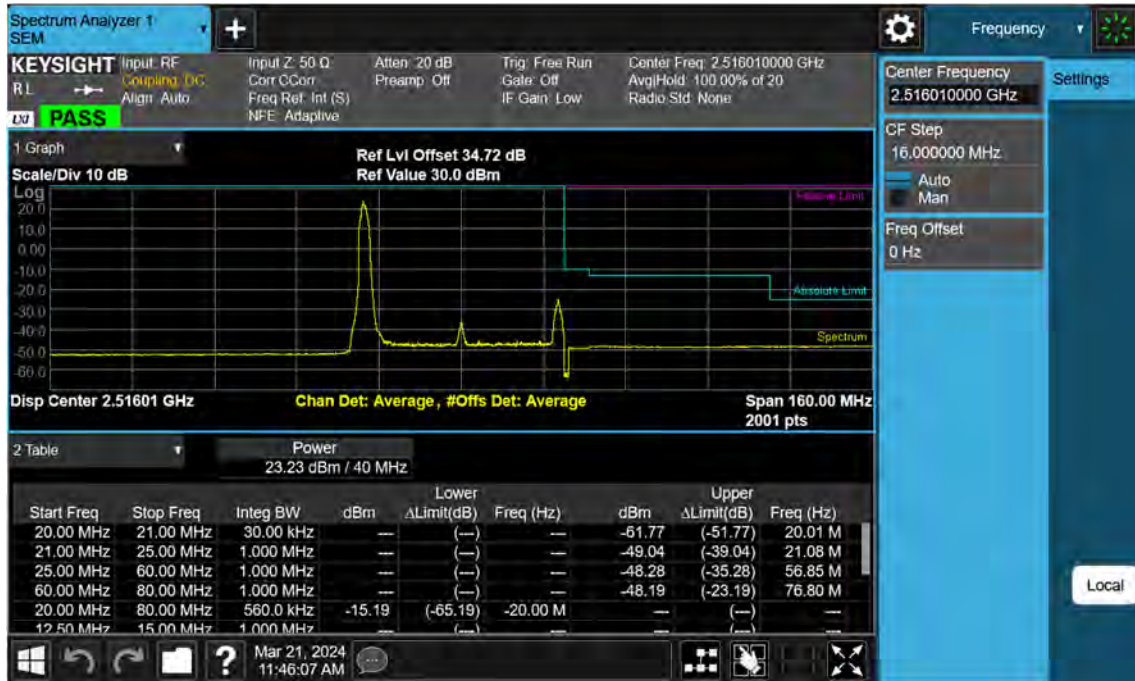 Spectrum Analyzer 1
SEM
+
Frequency
KEYSIGHT Input: RF Input Z: 50 Ω Atten: 20 dB Trig: Free Run Center Freq: 2.516010000 GHz
RL Coupling: DC Corr CCorr Preamp: Off Gate: Off Avg|Hold: 100.00% of 20
Align: Auto Freq Ref: Int (S) IF Gain: Low Radio Std: None
LXI PASS NFE: Adaptive
1 Graph
Ref Lvl Offset 34.72 dB
Scale/Div 10 dB Ref Value 30.0 dBm
Log
20.0
10.0
0.00
-10.0
-20.0
-30.0
-40.0
-50.0
-60.0
Absolute Limit
Spectrum
Disp Center 2.51601 GHz Chan Det: Average , #Offs Det: Average Span 160.00 MHz
2001 pts
2 Table Power
23.23 dBm / 40 MHz
Lower Upper
Start Freq Stop Freq Integ BW dBm ΔLimit(dB) Freq (Hz) dBm ΔLimit(dB) Freq (Hz)
20.00 MHz 21.00 MHz 30.00 kHz --- (---) --- -61.77 (-51.77) 20.01 M
21.00 MHz 25.00 MHz 1.000 MHz --- (---) --- -49.04 (-39.04) 21.08 M
25.00 MHz 60.00 MHz 1.000 MHz --- (---) --- -48.28 (-35.28) 56.85 M
60.00 MHz 80.00 MHz 1.000 MHz --- (---) --- -48.19 (-23.19) 76.80 M
20.00 MHz 80.00 MHz 560.0 kHz -15.19 (-65.19) -20.00 M --- (---) ---
12.50 MHz 15.00 MHz 1.000 MHz --- (---) --- --- (---) ---
?
Mar 21, 2024
11:46:07 AM
Center Frequency
2.516010000 GHz
Settings
CF Step
16.000000 MHz
Auto
Man
Freq Offset
0 Hz
Local